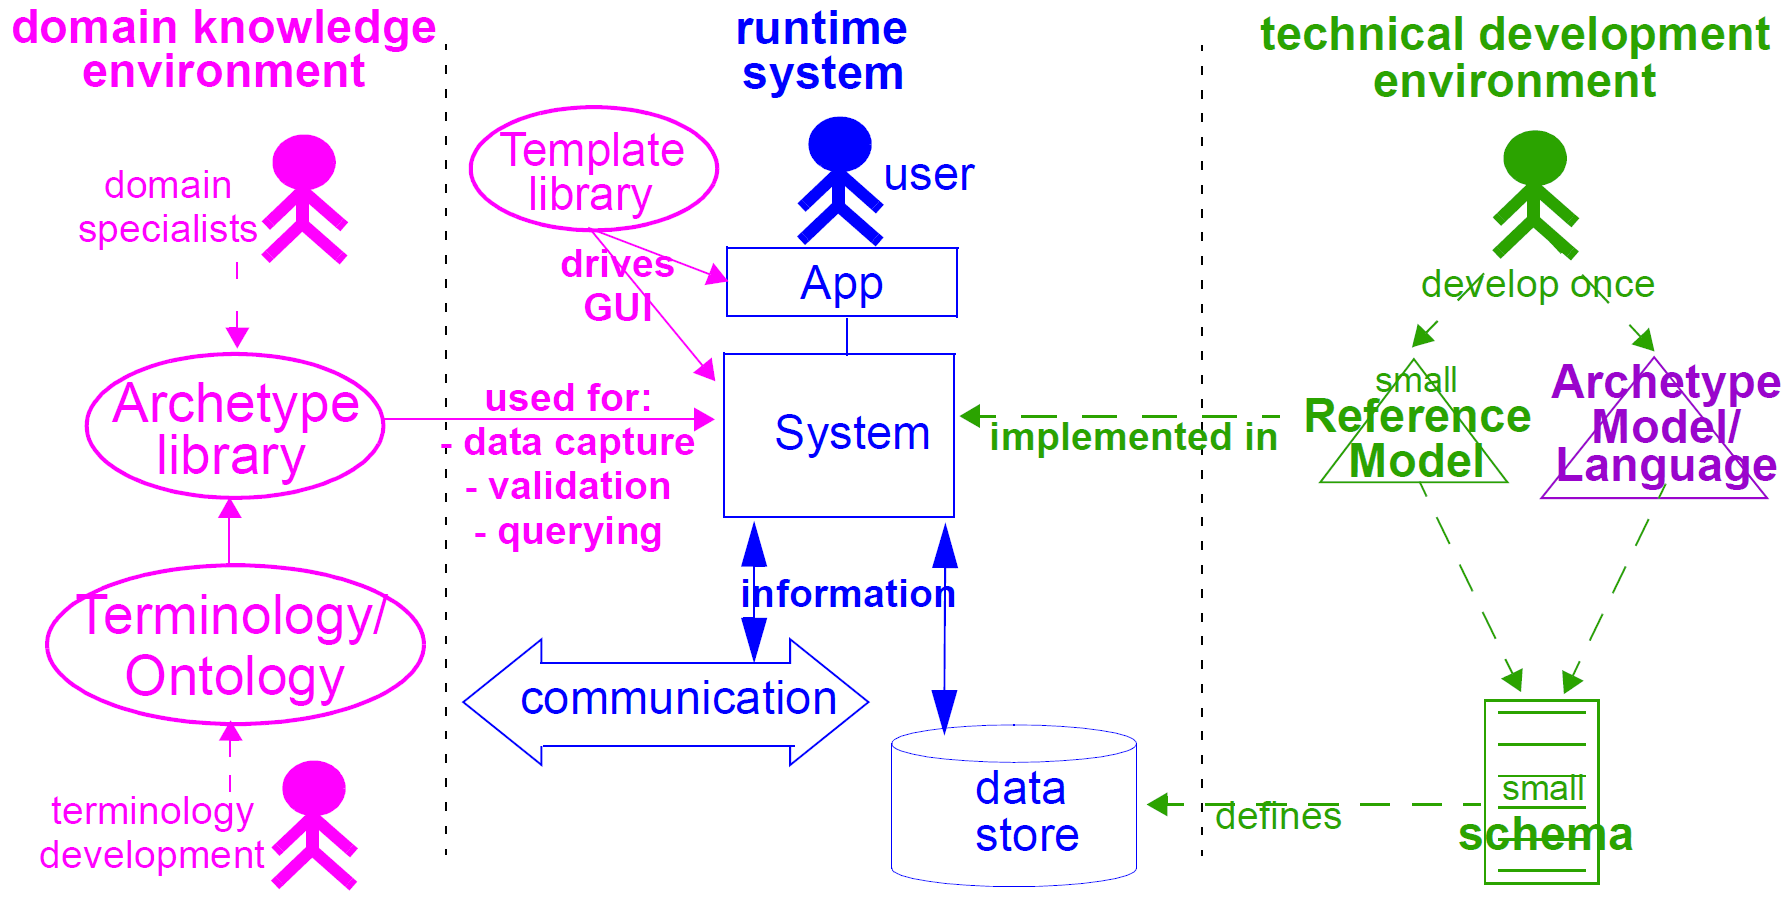 domain knowledge
environment
domain
specialists
Archetype
library
Terminology/
Ontology
terminology
development
runtime
system
Template
library
user
drives
GUI
App
used for:
- data capture
- validation
- querying
System
information
communication
data
store
technical development
environment
develop once
small
Reference
Model
Archetype
Model/
Language
implemented in
defines
small
schema